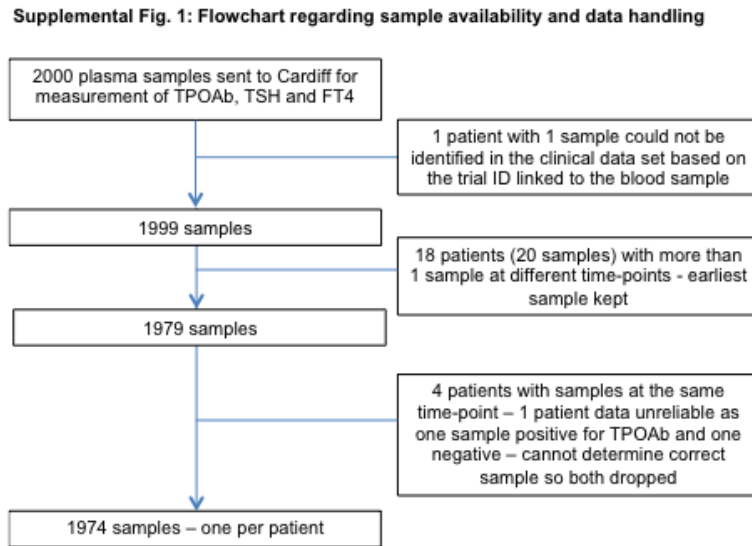 Supplemental Fig. 1: Flowchart regarding sample availability and data handling
2000 plasma samples sent to Cardiff for
measurement of TPOAb, TSH and FT4
1 patient with 1 sample could not be
identified in the clinical data set based on
the trial ID linked to the blood sample
1999 samples
18 patients (20 samples) with more than
1 sample at different time-points - earliest
sample kept
1979 samples
4 patients with samples at the same
time-point – 1 patient data unreliable as
one sample positive for TPOAb and one
negative – cannot determine correct
sample so both dropped
1974 samples – one per patient